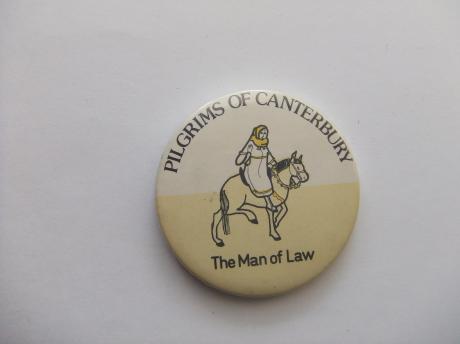 PILGRIMS OF CANTERBURY
The Man of Law